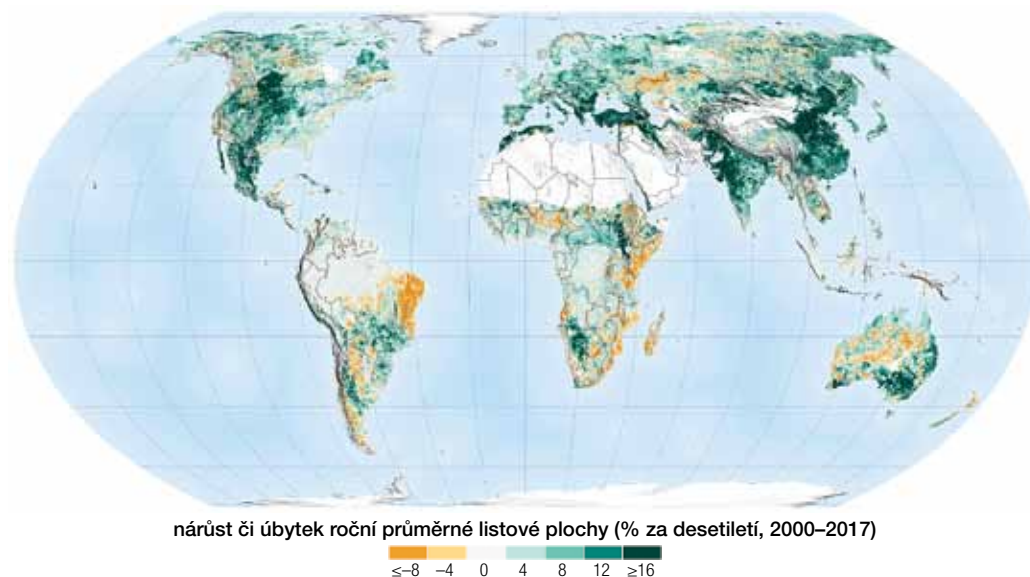 nárůst či úbytek roční průměrné listové plochy (% za desetiletí, 2000–2017)
≤–8 –4 0 4 8 12 ≥16